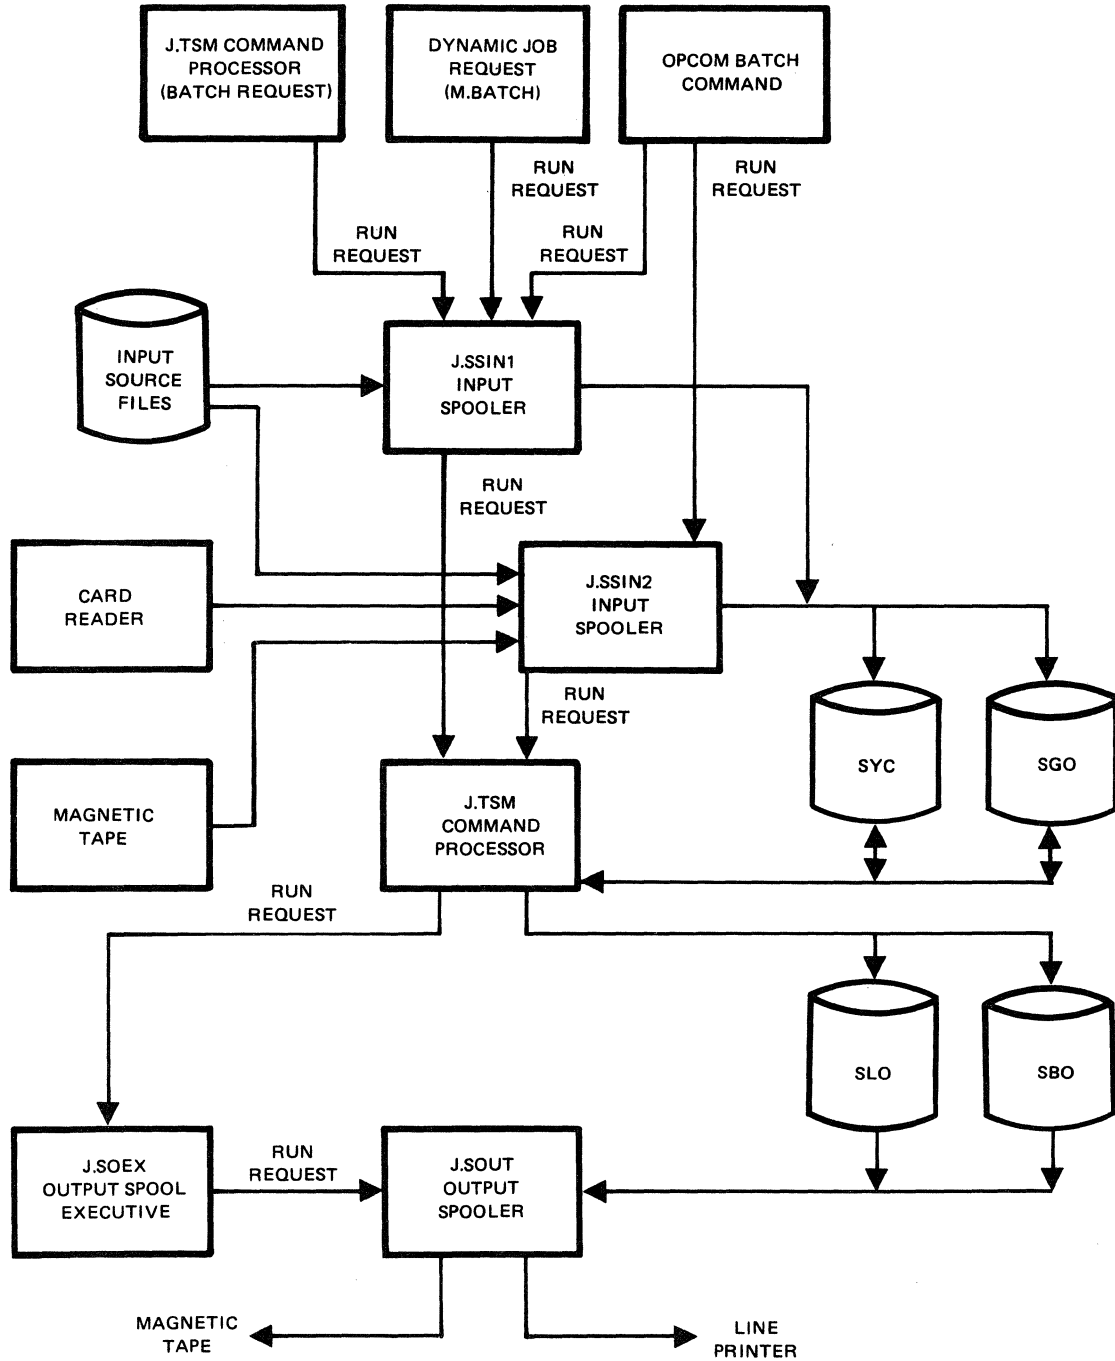 J.TSM COMMAND
PROCESSOR
(BATCH REQUEST)
DYNAMIC JOB
REQUEST
(M.BATCH)
OPCOM BATCH
COMMAND
RUN
REQUEST
RUN
REQUEST
RUN
REQUEST
RUN
REQUEST
INPUT
SOURCE
FILES
J.SSIN1
INPUT
SPOOLER
RUN
REQUEST
CARD
READER
J.SSIN2
INPUT
SPOOLER
RUN
REQUEST
MAGNETIC
TAPE
J.TSM
COMMAND
PROCESSOR
SYC
SGO
RUN
REQUEST
SLO
SBO
J.SOEX
OUTPUT SPOOL
EXECUTIVE
RUN
REQUEST
J.SOUT
OUTPUT
SPOOLER
MAGNETIC
TAPE
LINE
PRINTER